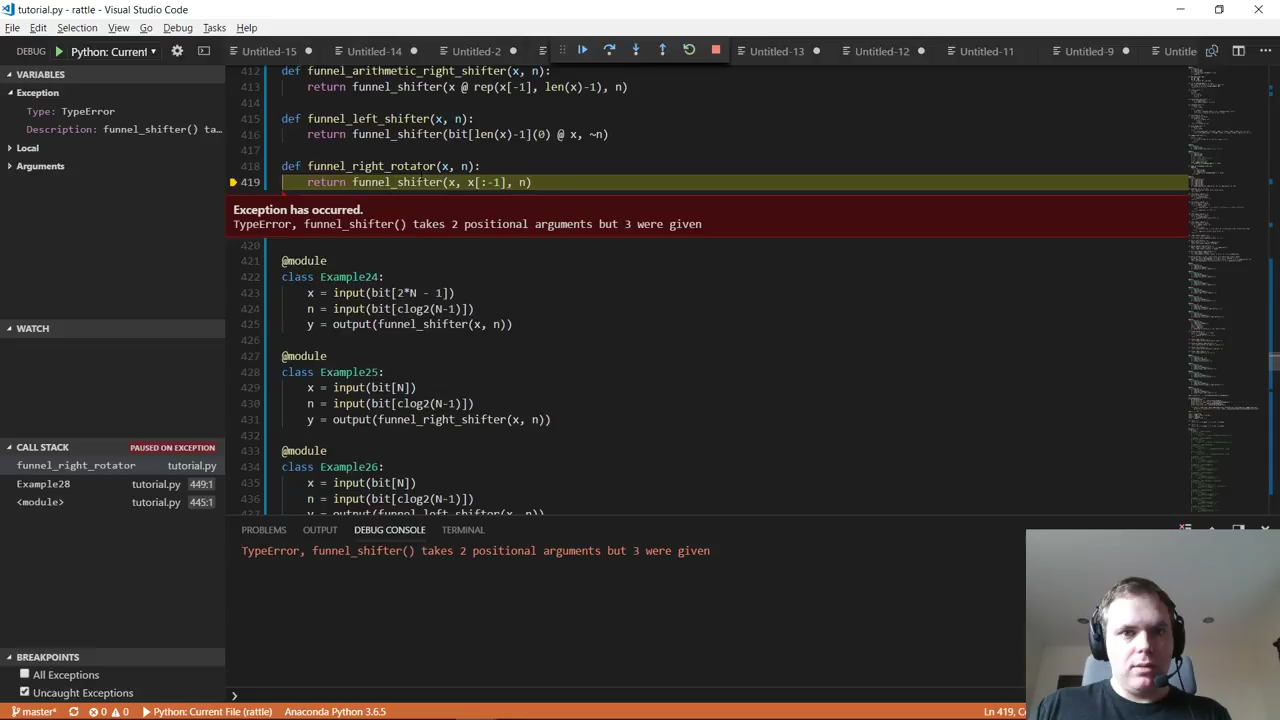 tutorial.py - rattle - Visual Studio Code
File Edit Selection View Go Debug Tasks Help
DEBUG Python: Current Untitled-15 Untitled-14 Untitled-2 Untitled-13 Untitled-12 Untitled-11 Untitled-9 Untitle
VARIABLES
Exception
Type: TypeError
Description: funnel_shifter() ta...
Local
Arguments
WATCH
CALL STACK PAUSED ON EXCEPTION
funnel_right_rotator tutorial.py
Example28 tutorial.py 449:1
<module> tutorial.py 445:1
BREAKPOINTS
All Exceptions
Uncaught Exceptions
412 def funnel_arithmetic_right_shifter(x, n):
413 return funnel_shifter(x @ rep(x[-1], len(x)-1), n)
414
415 def funnel_left_shifter(x, n):
416 return funnel_shifter(bit[len(x)-1](0) @ x, ~n)
417
418 def funnel_right_rotator(x, n):
419 return funnel_shifter(x, x[:-1], n)
Exception has occurred.
TypeError, funnel_shifter() takes 2 positional arguments but 3 were given
420
421 @module
422 class Example24:
423 x = input(bit[2*N - 1])
424 n = input(bit[clog2(N-1)])
425 y = output(funnel_shifter(x, n))
426
427 @module
428 class Example25:
429 x = input(bit[N])
430 n = input(bit[clog2(N-1)])
431 y = output(funnel_right_shifter(x, n))
432
433 @module
434 class Example26:
435 x = input(bit[N])
436 n = input(bit[clog2(N-1)])
437 y = output(funnel_left_shifter(x, n))
PROBLEMS OUTPUT DEBUG CONSOLE TERMINAL
TypeError, funnel_shifter() takes 2 positional arguments but 3 were given
master* 0 0 Python: Current File (rattle) Anaconda Python 3.6.5 Ln 419, C